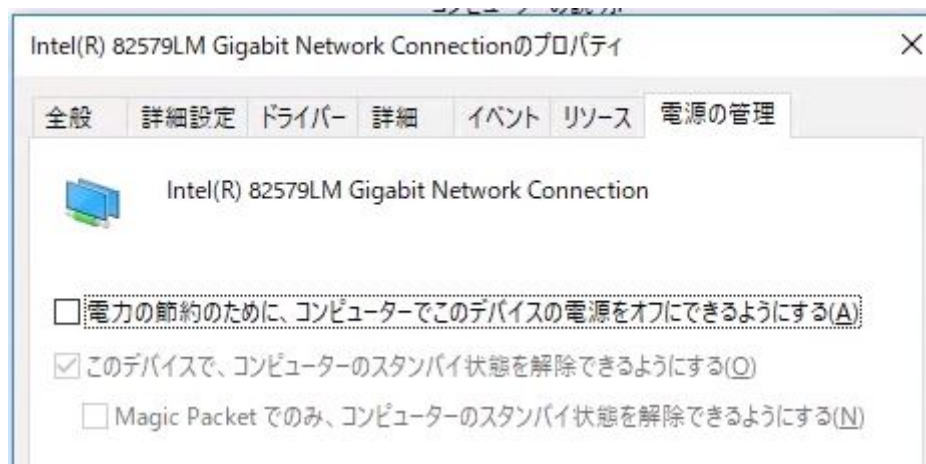 Intel(R) 82579LM Gigabit Network Connectionのプロパティ
全般 詳細設定 ドライバー 詳細 イベント リソース 電源の管理
Intel(R) 82579LM Gigabit Network Connection
電力の節約のために、コンピューターでこのデバイスの電源をオフにできるようにする(A)
このデバイスで、コンピューターのスタンバイ状態を解除できるようにする(O)
Magic Packet でのみ、コンピューターのスタンバイ状態を解除できるようにする(N)